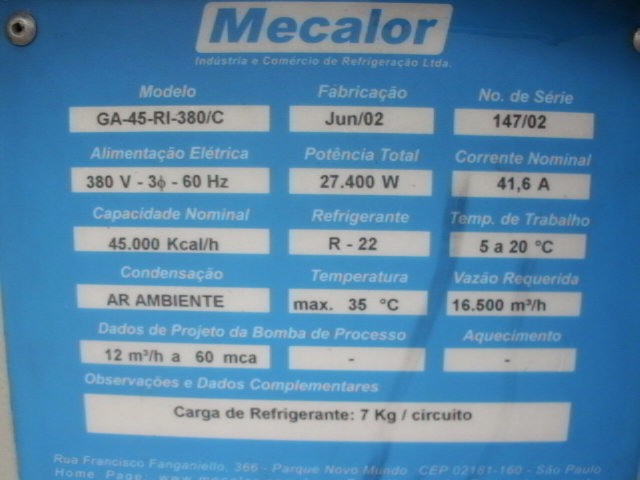 Mecalor
Indústria e Comércio de Refrigeração Ltda.
Modelo Fabricação No. de Série
GA-45-RI-380/C Jun/02 147/02
Alimentação Elétrica Potência Total Corrente Nominal
380 V - 3ϕ - 60 Hz 27.400 W 41,6 A
Capacidade Nominal Refrigerante Temp. de Trabalho
45.000 Kcal/h R - 22 5 a 20 °C
Condensação Temperatura Vazão Requerida
AR AMBIENTE max. 35 °C 16.500 m³/h
Dados de Projeto da Bomba de Processo Aquecimento
12 m³/h a 60 mca - -
Observações e Dados Complementares
Carga de Refrigerante: 7 Kg / circuito
Rua Francisco Fanganiello, 366 - Parque Novo Mundo CEP 02181-160 - São Paulo
Home Page: